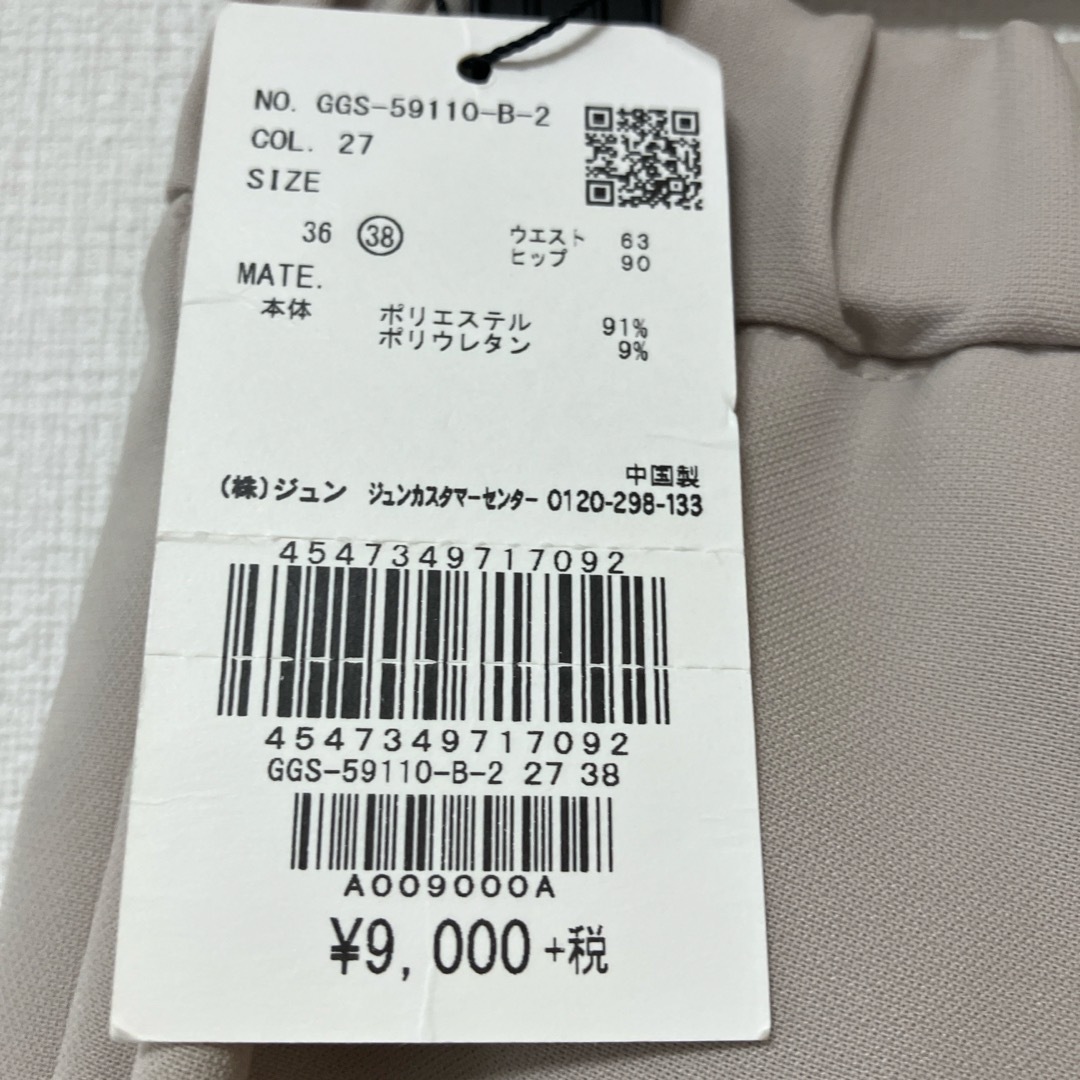 NO. GGS-59110-B-2
COL. 27
SIZE
36 38
ウエスト 63
ヒップ 90
MATE.
本体 ポリエステル 91%
ポリウレタン 9%
中国製
(株)ジュン ジュンカスタマーセンター 0120-298-133
4547349717092
4547349717092
GGS-59110-B-2 27 38
A009000A
¥9,000+税